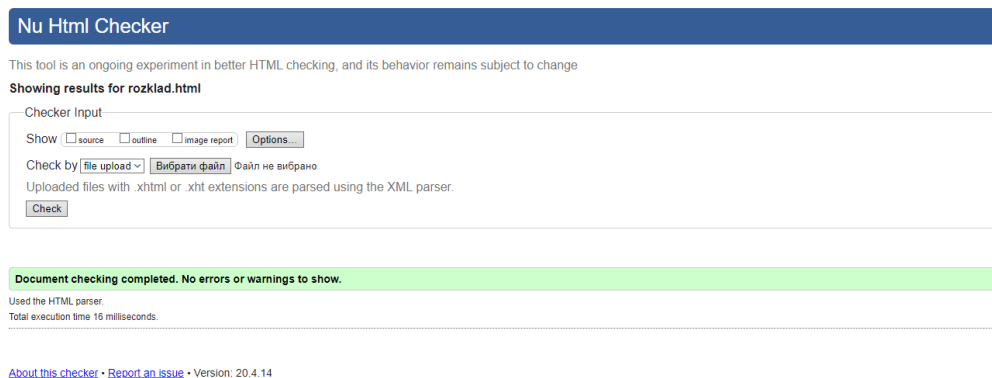 Nu Html Checker
This tool is an ongoing experiment in better HTML checking, and its behavior remains subject to change
Showing results for rozklad.html
Checker Input
Show source outline image report Options...
Check by file upload Вибрати файл Файл не вибрано
Uploaded files with .xhtml or .xht extensions are parsed using the XML parser.
Check
Document checking completed. No errors or warnings to show.
Used the HTML parser.
Total execution time 16 milliseconds.
About this checker • Report an issue • Version: 20.4.14